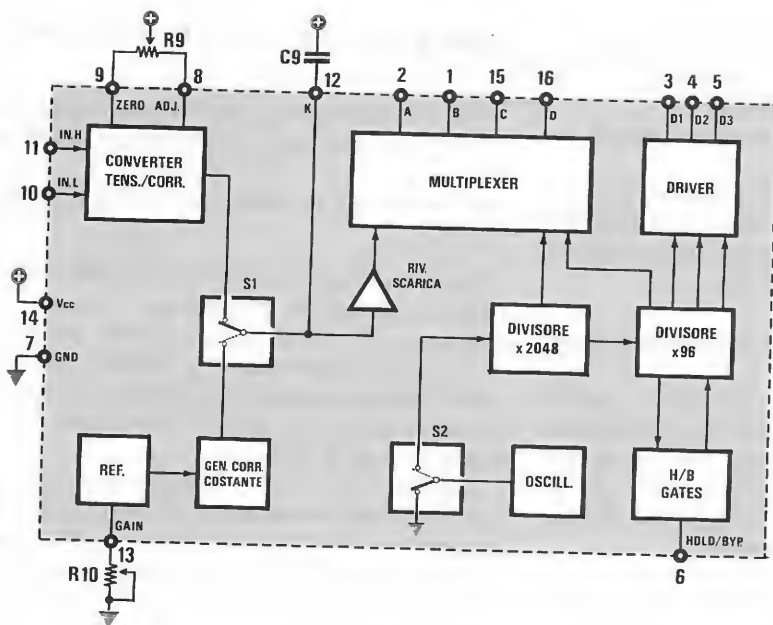 R9
C9
9
8
12
2
1
15
16
3
4
5
ZERO ADJ.
K
A
B
C
D
D1
D2
D3
11
IN.H
10
IN.L
CONVERTER
TENS./CORR.
MULTIPLEXER
DRIVER
RIV.
SCARICA
S1
14
Vcc
7
GND
DIVISORE
x 2048
DIVISORE
x96
S2
REF.
GEN. CORR.
COSTANTE
OSCILL.
H/B
GATES
GAIN
13
R10
HDLD/BYP.
6